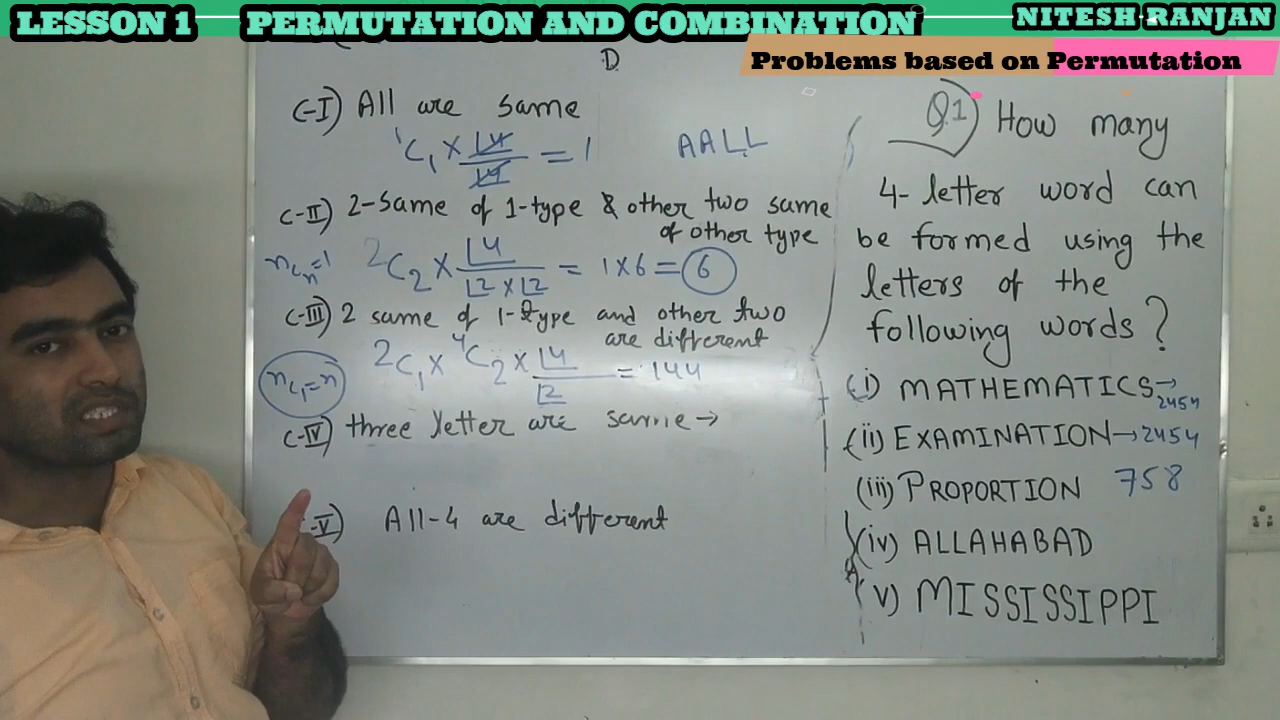 LESSON 1 PERMUTATION AND COMBINATION
NITESH RANJAN
Problems based on Permutation
D
C-I) All are same
¹C₁ × ⌊4 / ⌊4 = 1
AALL
C-II) 2-Same of 1-type & other two same
of other type
ⁿCₙ=1
²C₂ × ⌊4 / ⌊2 × ⌊2 = 1×6 = 6
C-III) 2 same of 1-type and other two
are different
ⁿC₁=n
²C₁ × ⁴C₂ × ⌊4 / ⌊2 = 144
C-IV) three letter are same →
-V) All-4 are different
Q1) How many
4-letter word can
be formed using the
letters of the
following words?
(i) MATHEMATICS→
2454
(ii) EXAMINATION→2454
(iii) PROPORTION 758
(iv) ALLAHABAD
v) MISSISSIPPI